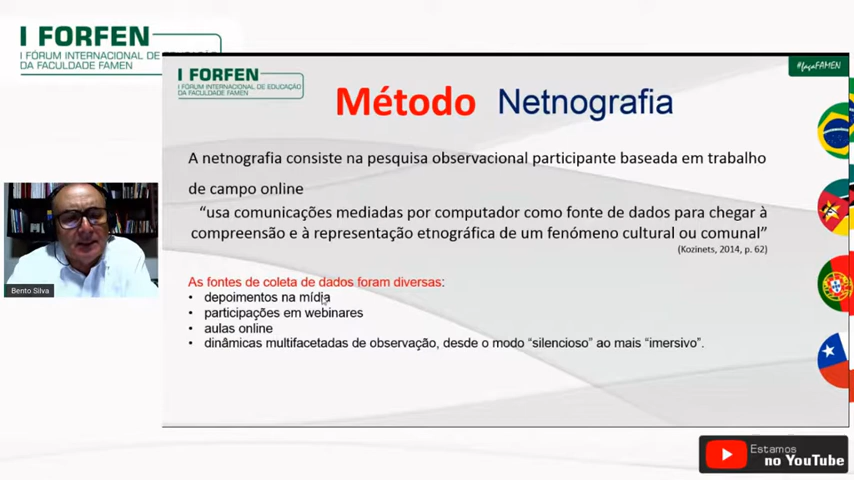 I FORFEN
I FÓRUM INTERNACIONAL DE EDUCAÇÃO
DA FACULDADE FAMEN
I FORFEN
I FÓRUM INTERNACIONAL DE EDUCAÇÃO
DA FACULDADE FAMEN
#façaFAMEN
Método Netnografia
A netnografia consiste na pesquisa observacional participante baseada em trabalho
de campo online
“usa comunicações mediadas por computador como fonte de dados para chegar à
compreensão e à representação etnográfica de um fenómeno cultural ou comunal”
(Kozinets, 2014, p. 62)
As fontes de coleta de dados foram diversas:
• depoimentos na mídia
• participações em webinares
• aulas online
• dinâmicas multifacetadas de observação, desde o modo “silencioso” ao mais “imersivo”.
Bento Silva
Estamos
no YouTube